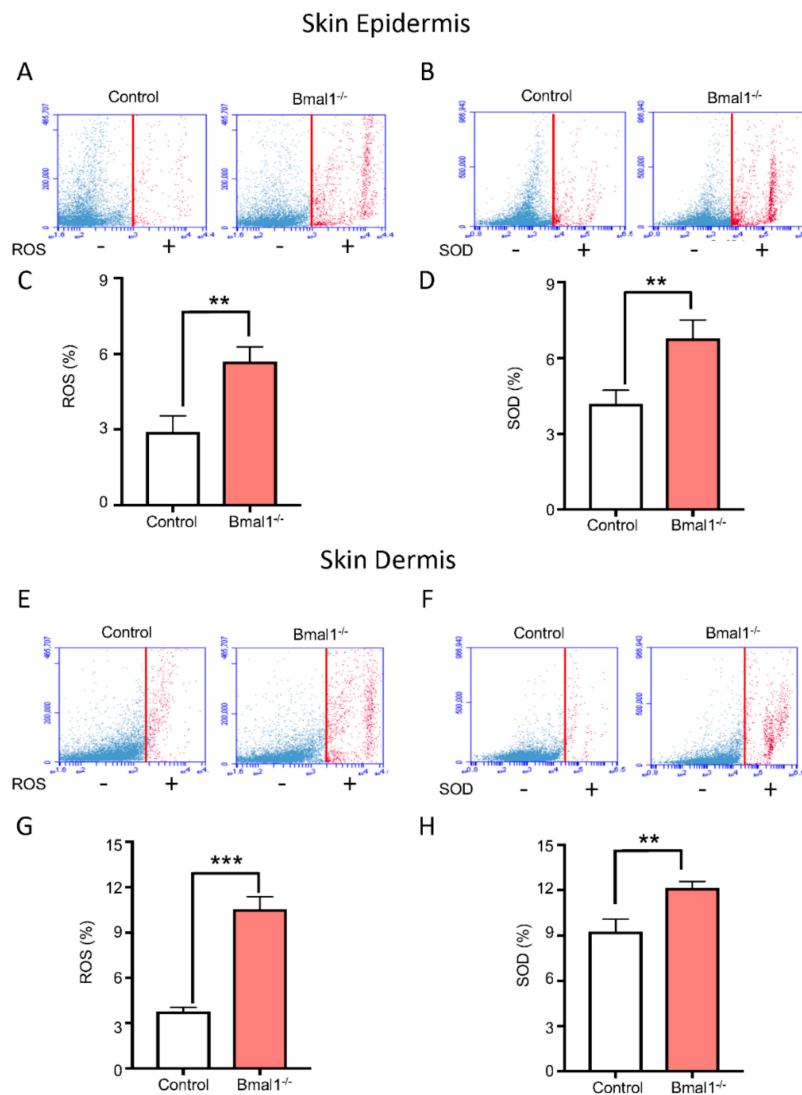 Skin Epidermis
A
B
Control
Bmal1-/-
Control
Bmal1-/-
ROS - +
- +
SOD - +
- +
C
D
**
ROS (%)
9
6
3
0
Control
Bmal1-/-
**
SOD (%)
9
6
3
0
Control
Bmal1-/-
Skin Dermis
E
F
Control
Bmal1-/-
Control
Bmal1-/-
ROS - +
- +
SOD - +
- +
G
H
***
ROS (%)
15
12
9
6
3
0
Control
Bmal1-/-
**
SOD (%)
15
12
9
6
3
0
Control
Bmal1-/-